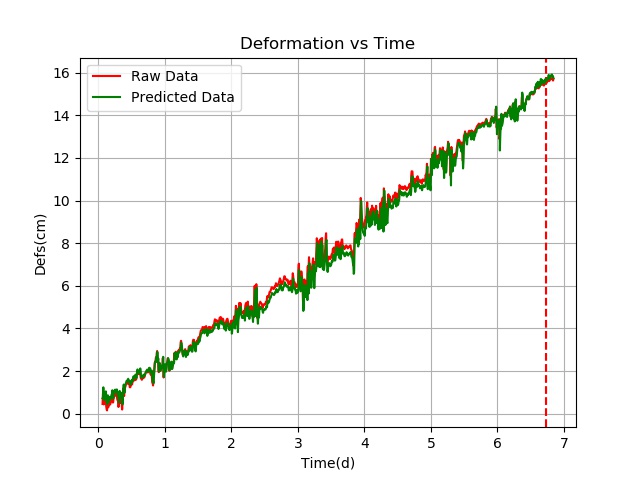 Deformation vs Time
Raw Data
Predicted Data
16
14
12
10
8
6
4
2
0
Defs(cm)
0 1 2 3 4 5 6 7
Time(d)